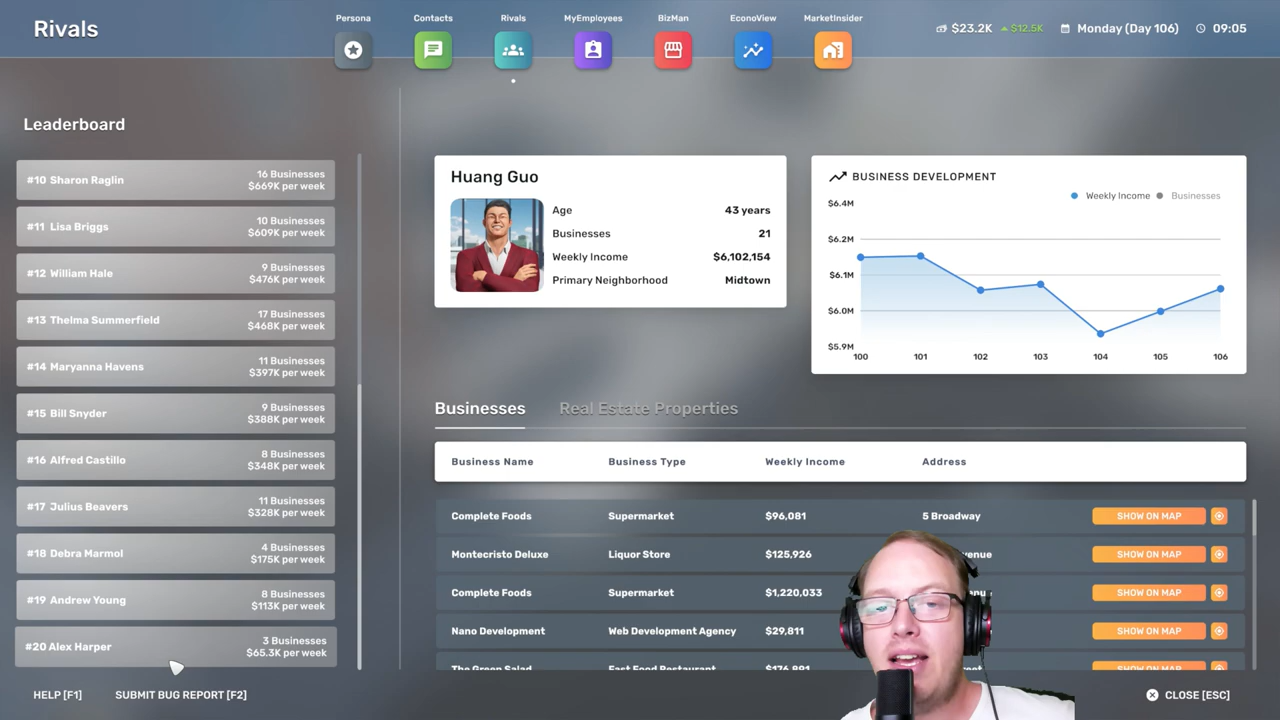 Rivals
Persona
Contacts
Rivals
MyEmployees
BizMan
EconoView
MarketInsider
$23.2K
$12.5K
Monday (Day 106)
09:05
Leaderboard
#10 Sharon Raglin
16 Businesses
$669K per week
#11 Lisa Briggs
10 Businesses
$609K per week
#12 William Hale
9 Businesses
$476K per week
#13 Thelma Summerfield
17 Businesses
$468K per week
#14 Maryanna Havens
11 Businesses
$397K per week
#15 Bill Snyder
9 Businesses
$388K per week
#16 Alfred Castillo
8 Businesses
$348K per week
#17 Julius Beavers
11 Businesses
$328K per week
#18 Debra Marmol
4 Businesses
$175K per week
#19 Andrew Young
8 Businesses
$113K per week
#20 Alex Harper
3 Businesses
$65.3K per week
Huang Guo
Age 43 years
Businesses 21
Weekly Income $6,102,154
Primary Neighborhood Midtown
BUSINESS DEVELOPMENT
Weekly Income Businesses
$6.4M
$6.2M
$6.1M
$6.0M
$5.9M
100 101 102 103 104 105 106
Businesses Real Estate Properties
Business Name Business Type Weekly Income Address
Complete Foods Supermarket $96,081 5 Broadway SHOW ON MAP
Montecristo Deluxe Liquor Store $125,926 SHOW ON MAP
Complete Foods Supermarket $1,220,033 SHOW ON MAP
Nano Development Web Development Agency $29,811 SHOW ON MAP
The Green Salad Fast Food Restaurant $176,891 SHOW ON MAP
HELP [F1]
SUBMIT BUG REPORT [F2]
CLOSE [ESC]